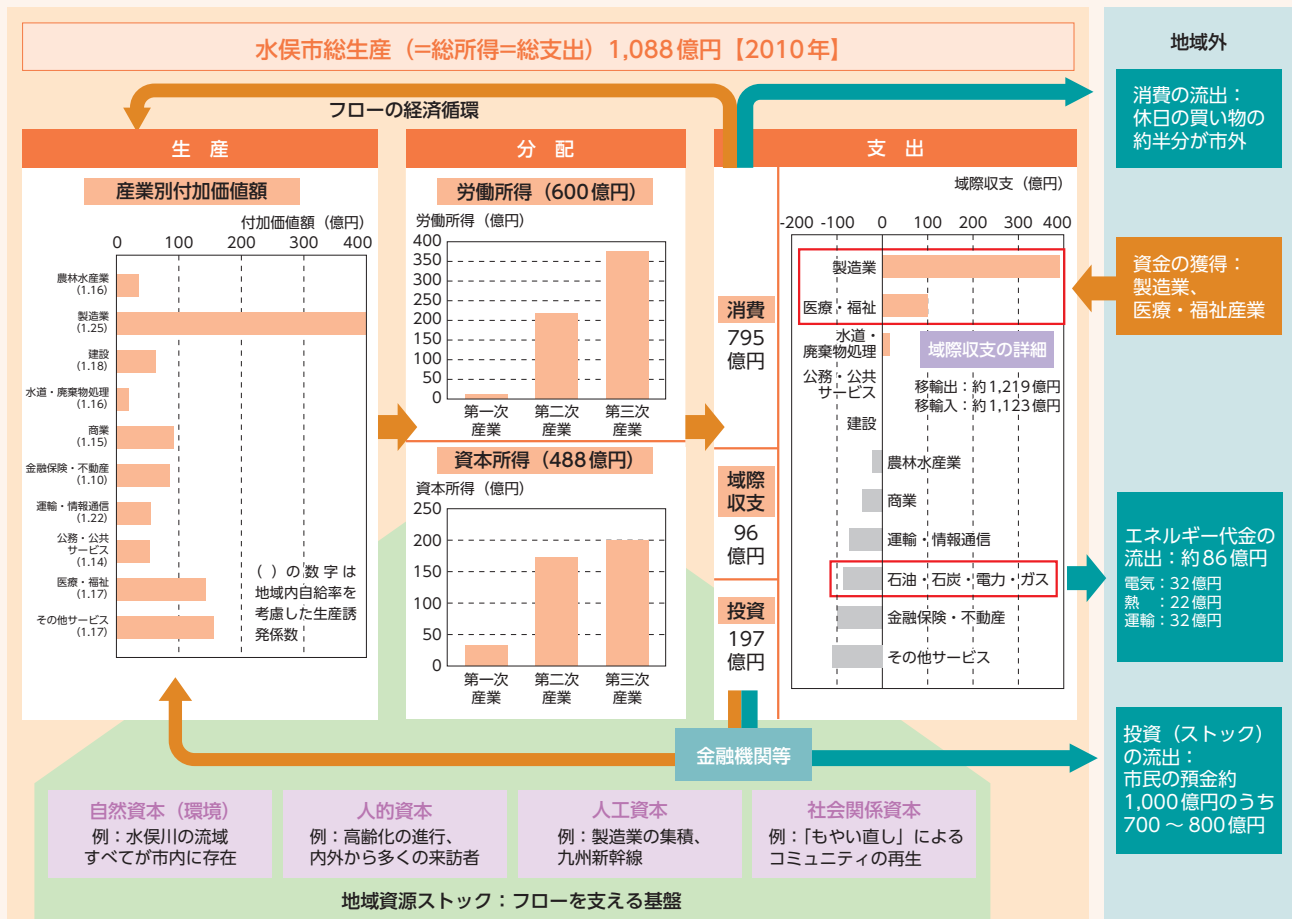 水俣市総生産（=総所得=総支出）1,088億円【2010年】
フローの経済循環
生 産
産業別付加価値額
付加価値額（億円）
0 100 200 300 400
農林水産業
(1.16)
製造業
(1.25)
建設
(1.18)
水道・廃棄物処理
(1.16)
商業
(1.15)
金融保険・不動産
(1.10)
運輸・情報通信
(1.22)
公務・公共
サービス
(1.14)
医療・福祉
(1.17)
その他サービス
(1.17)
( ) の数字は
地域内自給率を
考慮した生産誘
発係数
分 配
労働所得（600億円）
労働所得（億円）
400
350
300
250
200
150
100
50
0
第一次
産業
第二次
産業
第三次
産業
資本所得（488億円）
資本所得（億円）
250
200
150
100
50
0
第一次
産業
第二次
産業
第三次
産業
支 出
消費
795
億円
域際
収支
96
億円
投資
197
億円
域際収支（億円）
-200 -100 0 100 200 300 400
製造業
医療・福祉
水道・
廃棄物処理
公務・公共
サービス
建設
農林水産業
商業
運輸・情報通信
石油・石炭・電力・ガス
金融保険・不動産
その他サービス
域際収支の詳細
移輸出：約1,219億円
移輸入：約1,123億円
地域外
消費の流出：
休日の買い物の
約半分が市外
資金の獲得：
製造業、
医療・福祉産業
エネルギー代金の
流出：約86億円
電気：32億円
熱　：22億円
運輸：32億円
投資（ストック）
の流出：
市民の預金約
1,000億円のうち
700～800億円
金融機関等
自然資本（環境）
例：水俣川の流域
すべてが市内に存在
人的資本
例：高齢化の進行、
内外から多くの来訪者
人工資本
例：製造業の集積、
九州新幹線
社会関係資本
例：「もやい直し」による
コミュニティの再生
地域資源ストック：フローを支える基盤